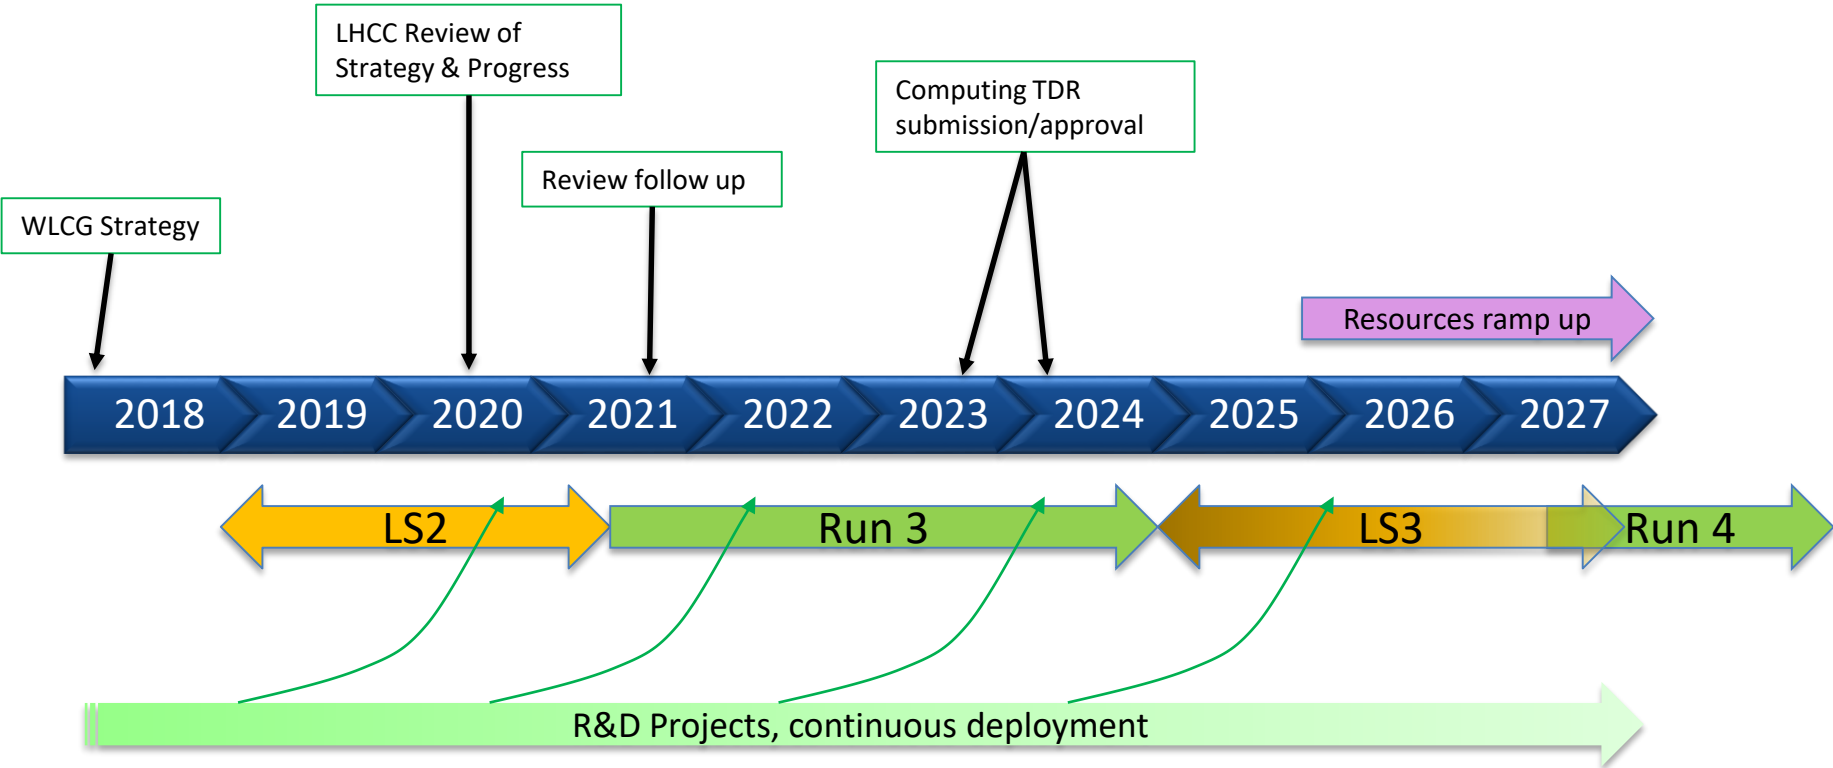 LHCC Review of
Strategy & Progress
Computing TDR
submission/approval
Review follow up
WLCG Strategy
Resources ramp up
2018 2019 2020 2021 2022 2023 2024 2025 2026 2027
LS2 Run 3 LS3 Run 4
R&D Projects, continuous deployment